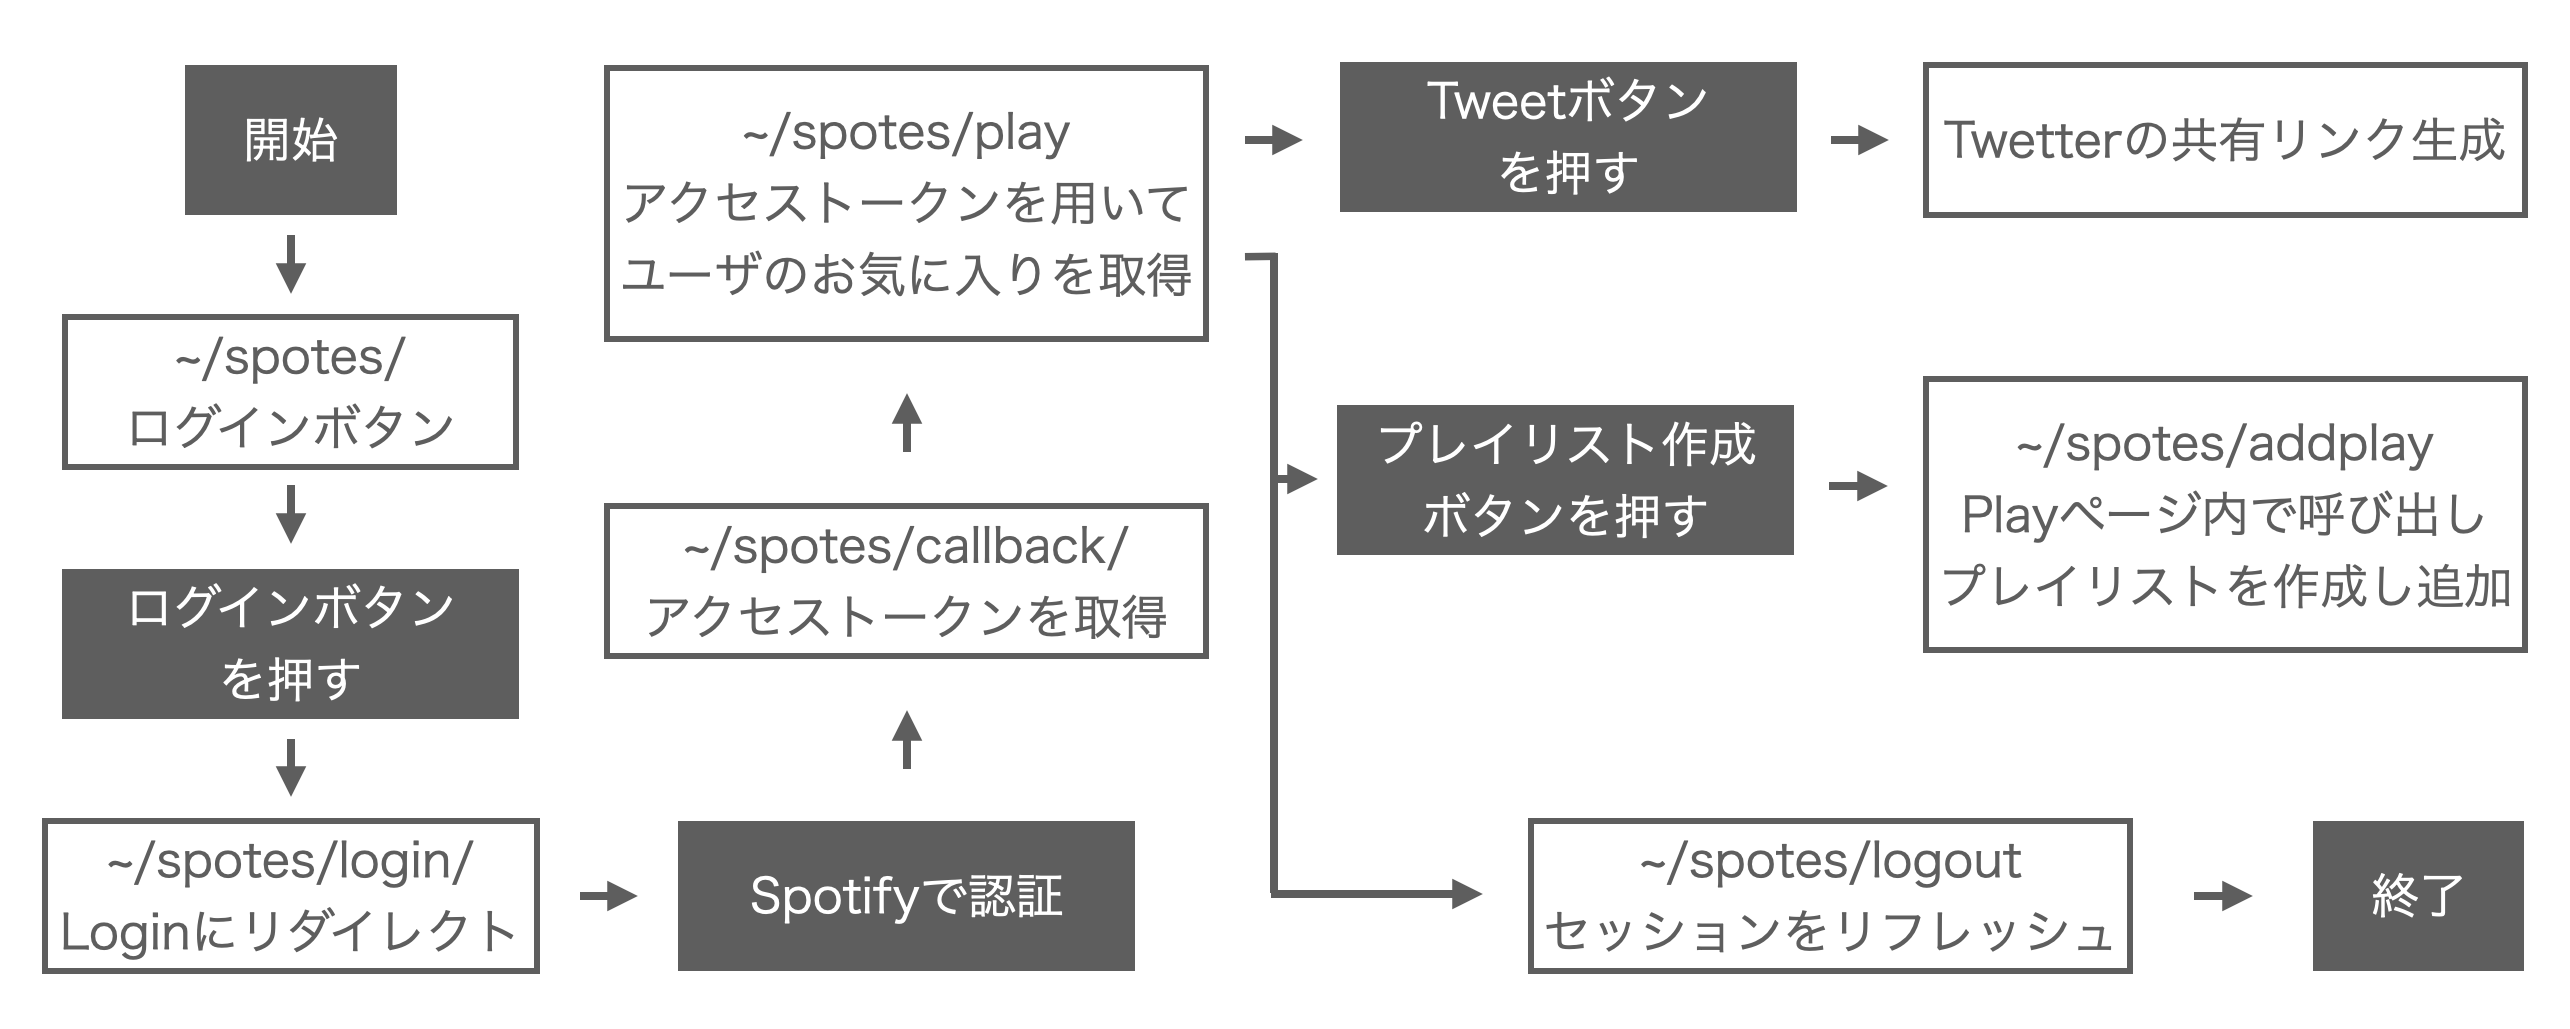 開始
~/spotes/
ログインボタン
ログインボタン
を押す
~/spotes/login/
Loginにリダイレクト
Spotifyで認証
~/spotes/callback/
アクセストークンを取得
~/spotes/play
アクセストークンを用いて
ユーザのお気に入りを取得
Tweetボタン
を押す
Twetterの共有リンク生成
プレイリスト作成
ボタンを押す
~/spotes/addplay
Playページ内で呼び出し
プレイリストを作成し追加
~/spotes/logout
セッションをリフレッシュ
終了